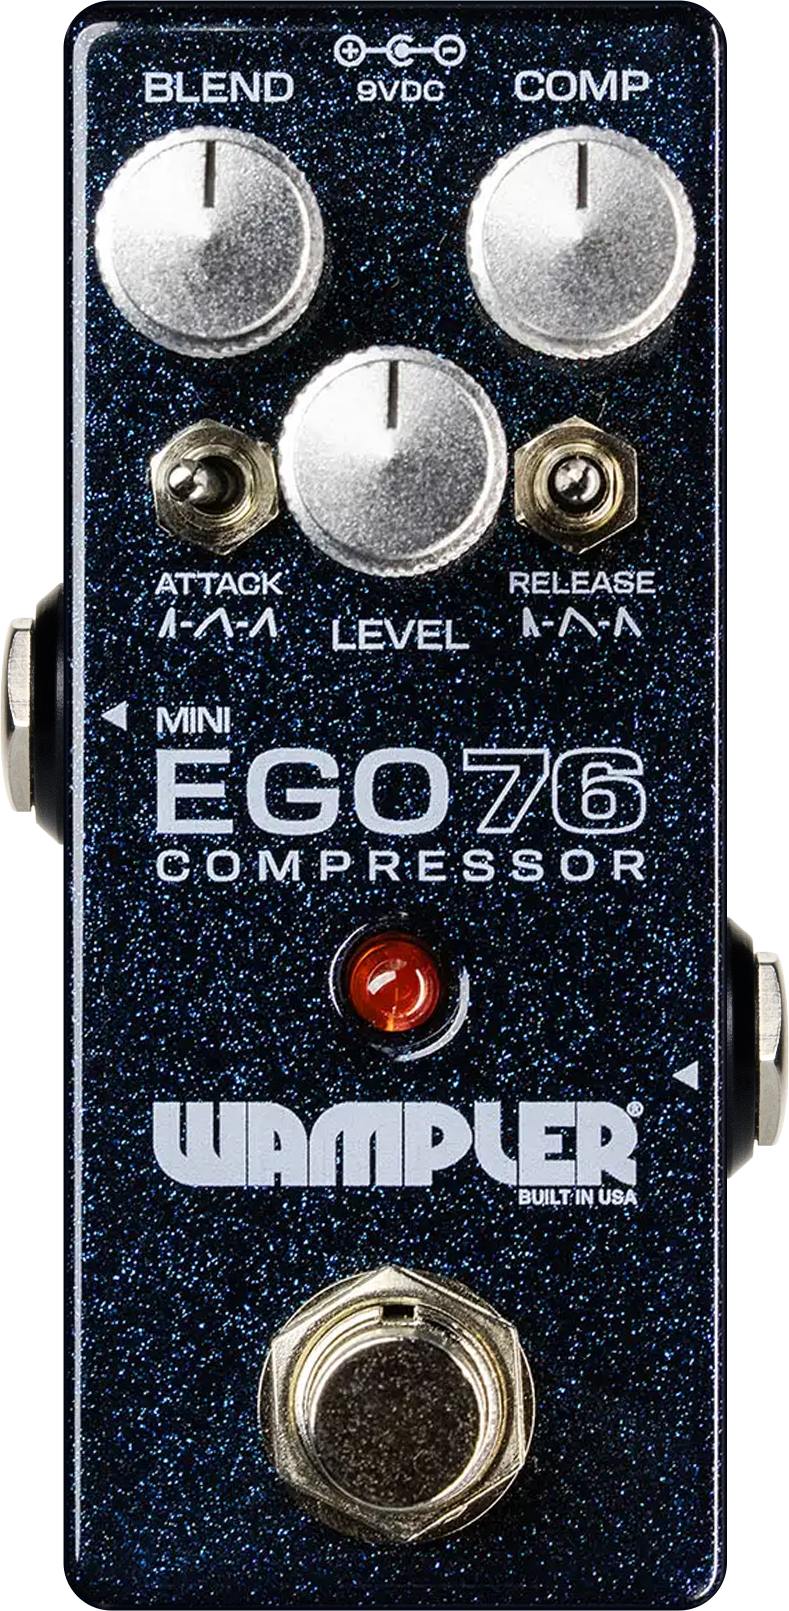 BLEND
9VDC
COMP
ATTACK
RELEASE
LEVEL
MINI
EGO76
COMPRESSOR
WAMPLER®
BUILT IN USA